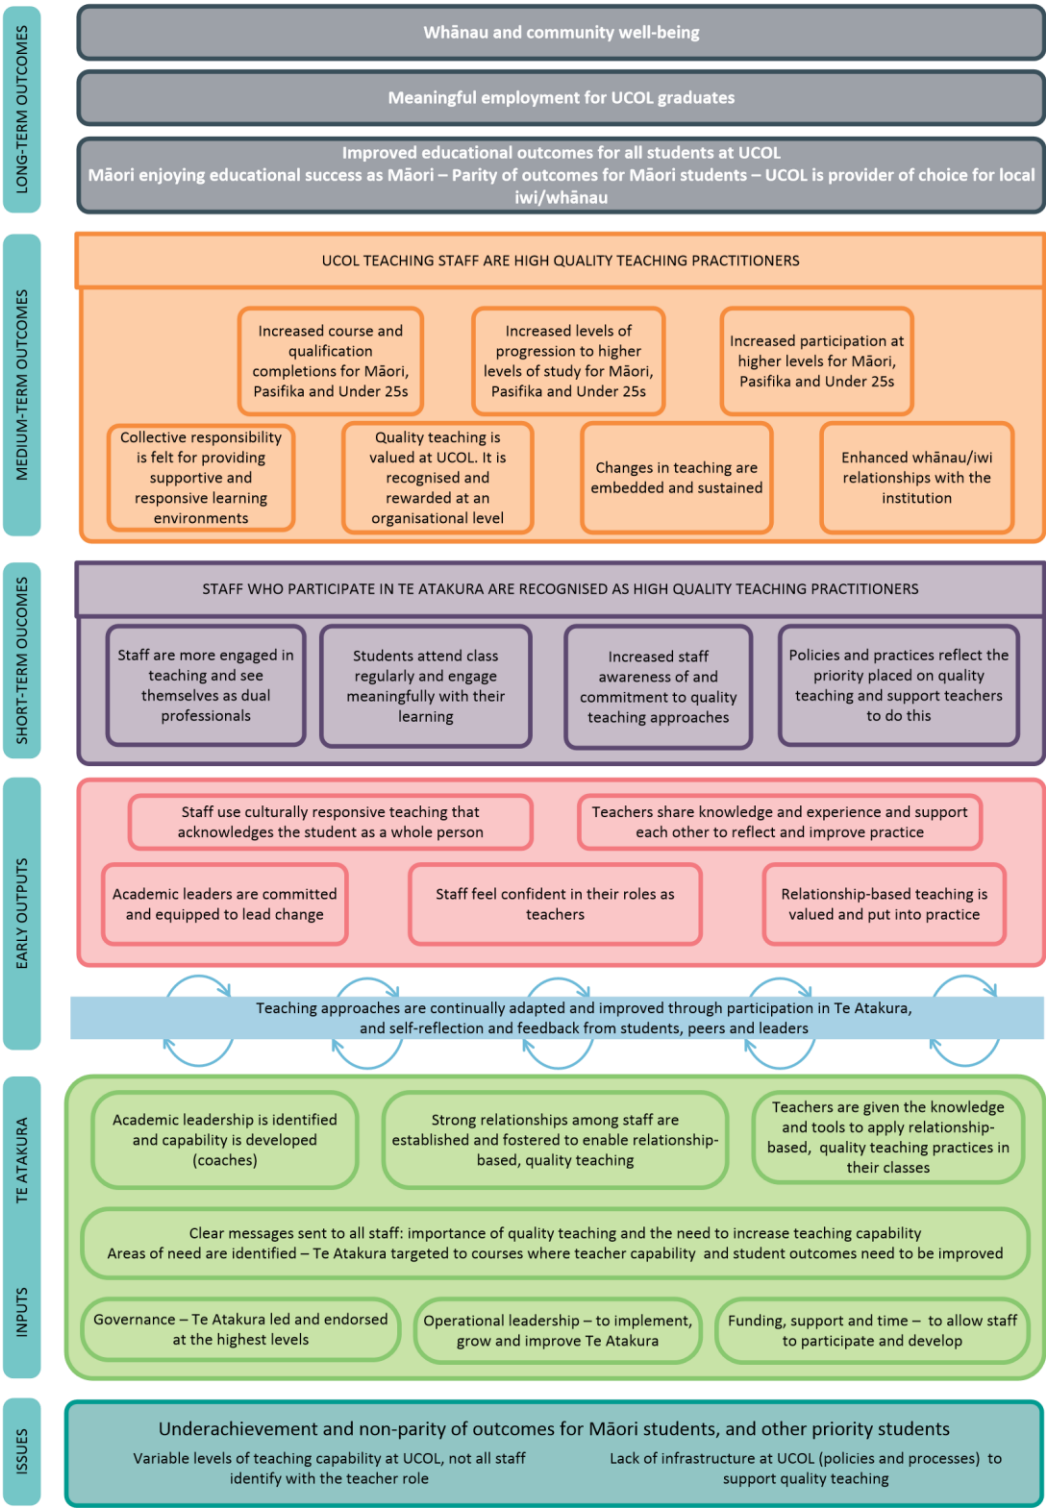 LONG-TERM OUTCOMES
Whānau and community well-being
Meaningful employment for UCOL graduates
Improved educational outcomes for all students at UCOL
Māori enjoying educational success as Māori – Parity of outcomes for Māori students – UCOL is provider of choice for local
iwi/whānau
MEDIUM-TERM OUTCOMES
UCOL TEACHING STAFF ARE HIGH QUALITY TEACHING PRACTITIONERS
Increased course and
qualification
completions for Māori,
Pasifika and Under 25s
Increased levels of
progression to higher
levels of study for Māori,
Pasifika and Under 25s
Increased participation at
higher levels for Māori,
Pasifika and Under 25s
Collective responsibility
is felt for providing
supportive and
responsive learning
environments
Quality teaching is
valued at UCOL. It is
recognised and
rewarded at an
organisational level
Changes in teaching are
embedded and sustained
Enhanced whānau/iwi
relationships with the
institution
SHORT-TERM OUCOMES
STAFF WHO PARTICIPATE IN TE ATAKURA ARE RECOGNISED AS HIGH QUALITY TEACHING PRACTITIONERS
Staff are more engaged in
teaching and see
themselves as dual
professionals
Students attend class
regularly and engage
meaningfully with their
learning
Increased staff
awareness of and
commitment to quality
teaching approaches
Policies and practices reflect the
priority placed on quality
teaching and support teachers
to do this
EARLY OUTPUTS
Staff use culturally responsive teaching that
acknowledges the student as a whole person
Teachers share knowledge and experience and support
each other to reflect and improve practice
Academic leaders are committed
and equipped to lead change
Staff feel confident in their roles as
teachers
Relationship-based teaching is
valued and put into practice
Teaching approaches are continually adapted and improved through participation in Te Atakura,
and self-reflection and feedback from students, peers and leaders
TE ATAKURA
Academic leadership is identified
and capability is developed
(coaches)
Strong relationships among staff are
established and fostered to enable relationship-
based, quality teaching
Teachers are given the knowledge
and tools to apply relationship-
based, quality teaching practices in
their classes
Clear messages sent to all staff: importance of quality teaching and the need to increase teaching capability
Areas of need are identified – Te Atakura targeted to courses where teacher capability and student outcomes need to be improved
INPUTS
Governance – Te Atakura led and endorsed
at the highest levels
Operational leadership – to implement,
grow and improve Te Atakura
Funding, support and time – to allow staff
to participate and develop
ISSUES
Underachievement and non-parity of outcomes for Māori students, and other priority students
Variable levels of teaching capability at UCOL, not all staff
identify with the teacher role
Lack of infrastructure at UCOL (policies and processes) to
support quality teaching